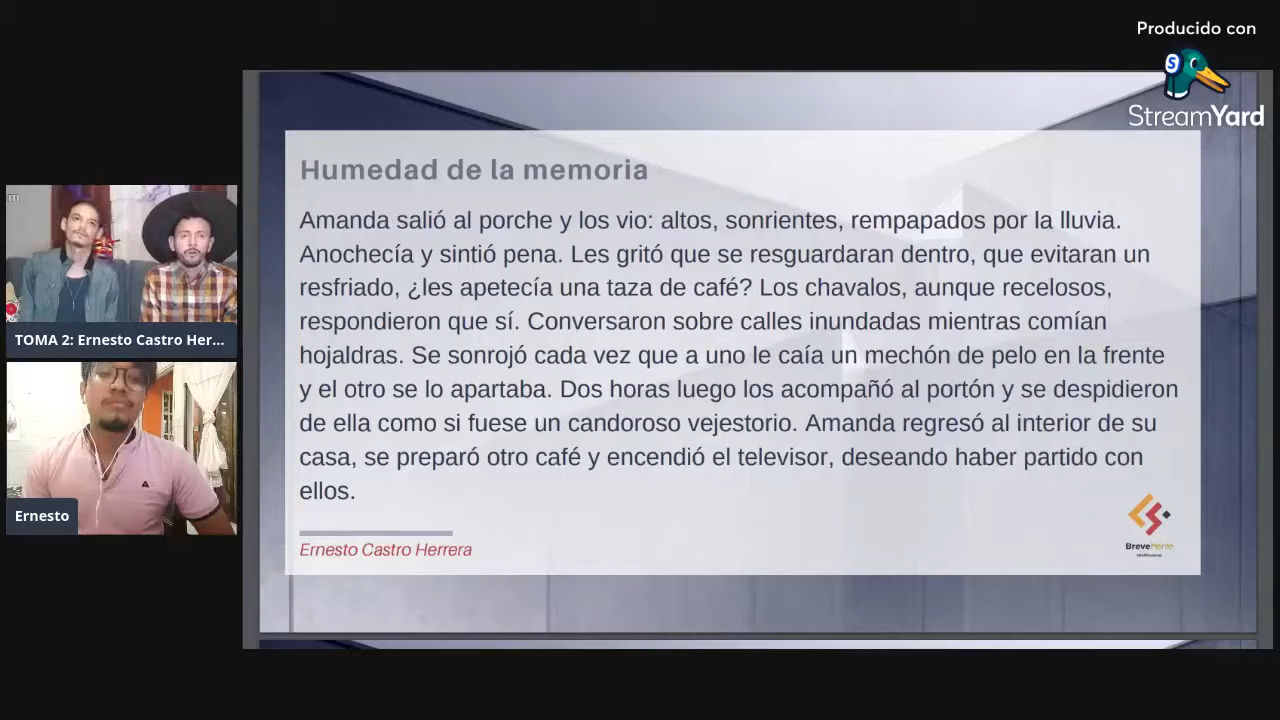 Producido con
StreamYard
Humedad de la memoria
Amanda salió al porche y los vio: altos, sonrientes, rempapados por la lluvia.
Anochecía y sintió pena. Les gritó que se resguardaran dentro, que evitaran un
resfriado, ¿les apetecía una taza de café? Los chavalos, aunque recelosos,
respondieron que sí. Conversaron sobre calles inundadas mientras comían
hojaldras. Se sonrojó cada vez que a uno le caía un mechón de pelo en la frente
y el otro se lo apartaba. Dos horas luego los acompañó al portón y se despidieron
de ella como si fuese un candoroso vejestorio. Amanda regresó al interior de su
casa, se preparó otro café y encendió el televisor, deseando haber partido con
ellos.
Ernesto Castro Herrera
BreveMente
TOMA 2: Ernesto Castro Her...
Ernesto